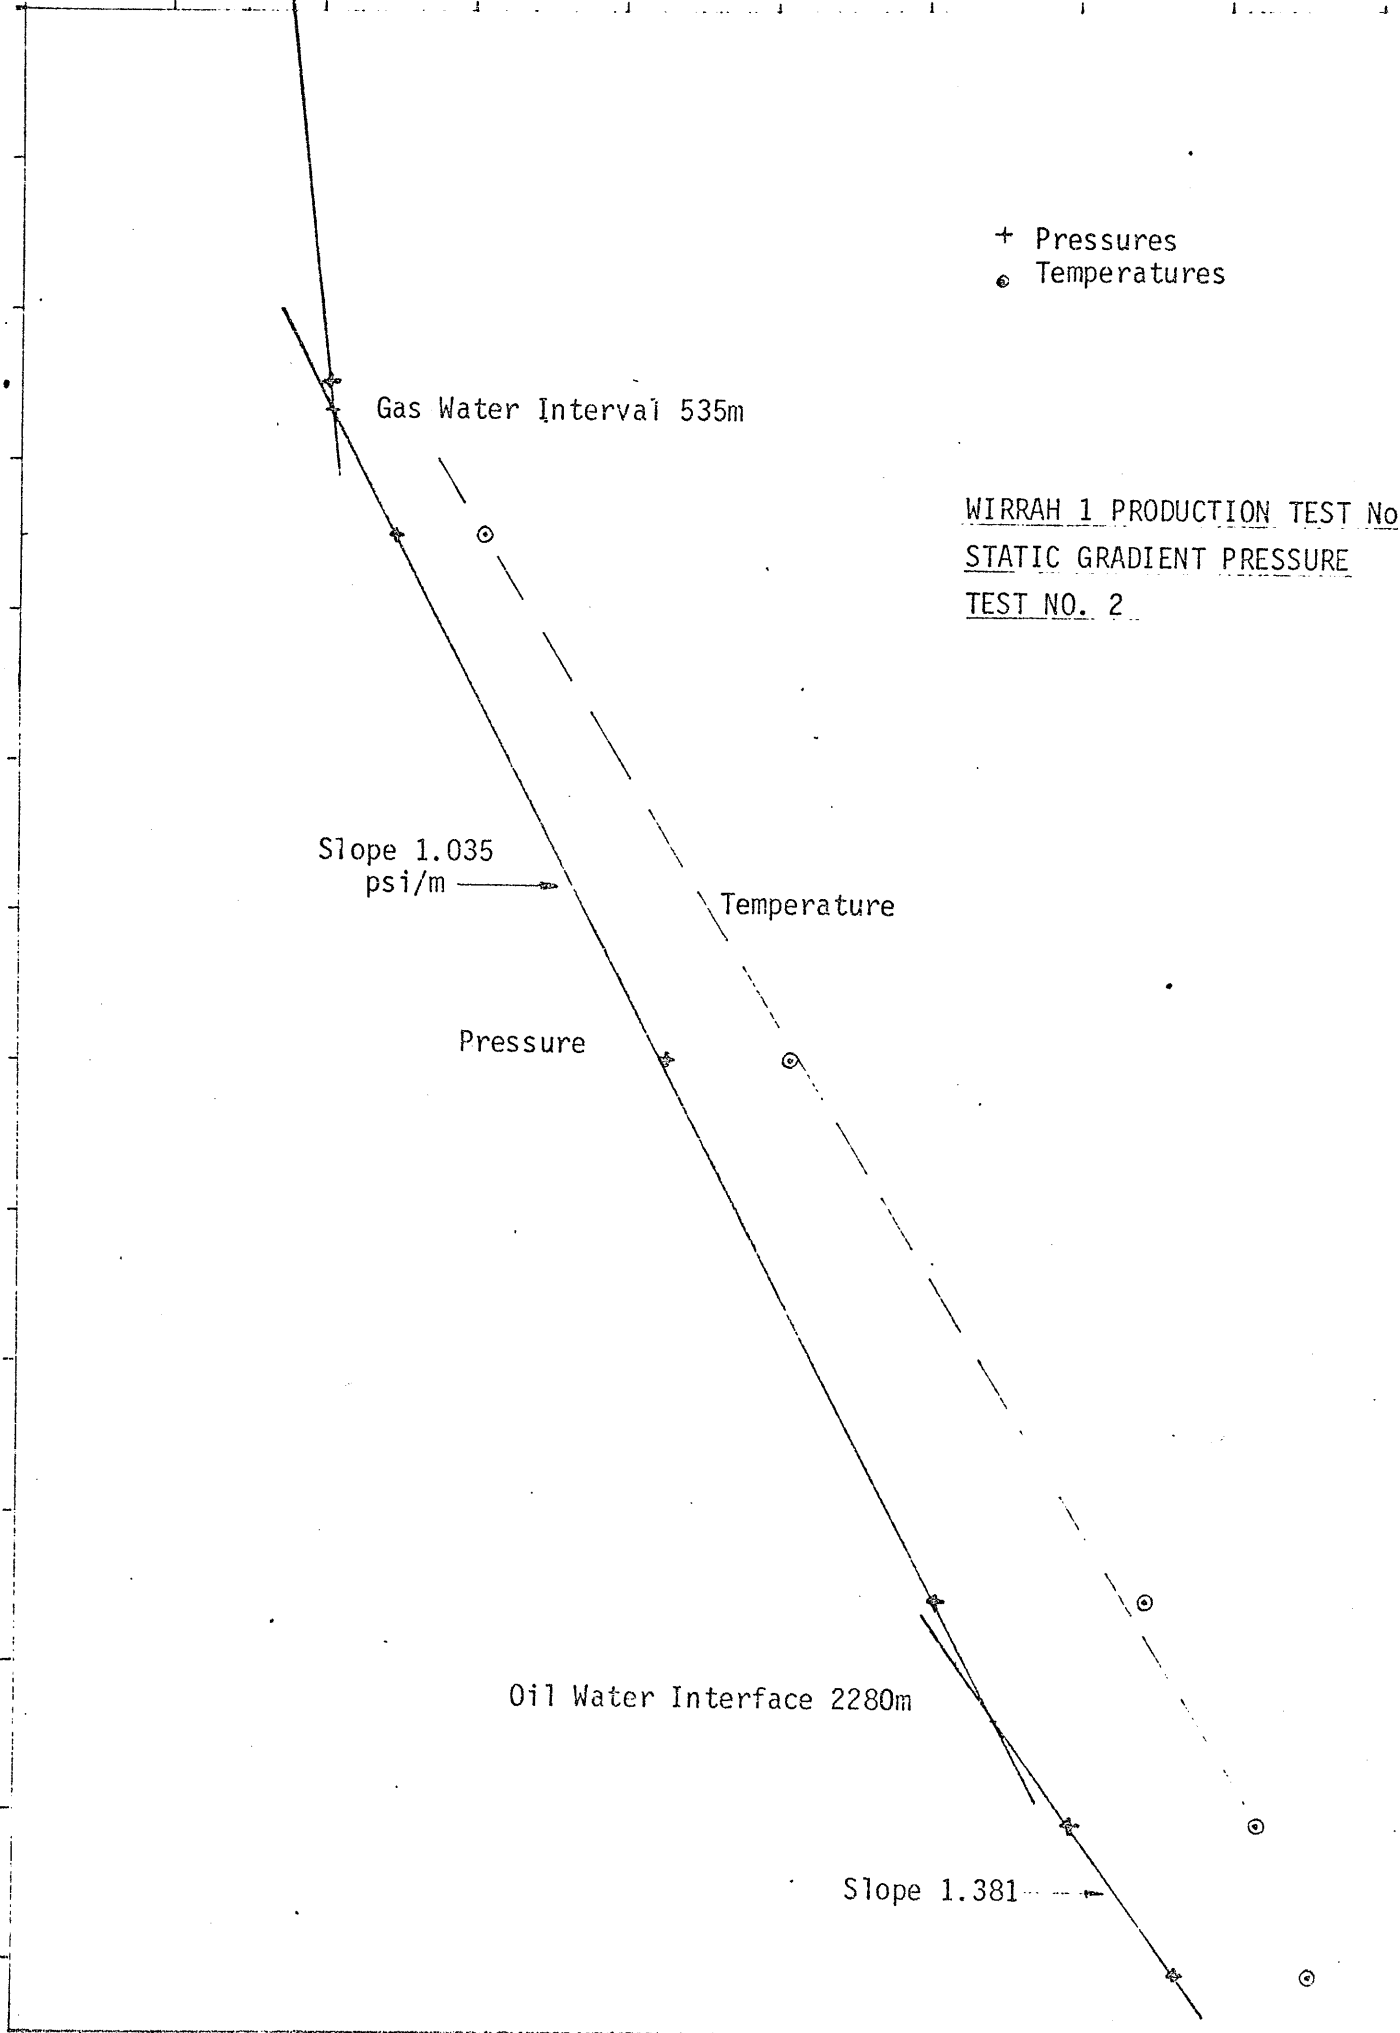 + Pressures
⊙ Temperatures
Gas Water Interval 535m
WIRRAH 1 PRODUCTION TEST No
STATIC GRADIENT PRESSURE
TEST NO. 2
Slope 1.035
psi/m
Temperature
Pressure
Oil Water Interface 2280m
Slope 1.381